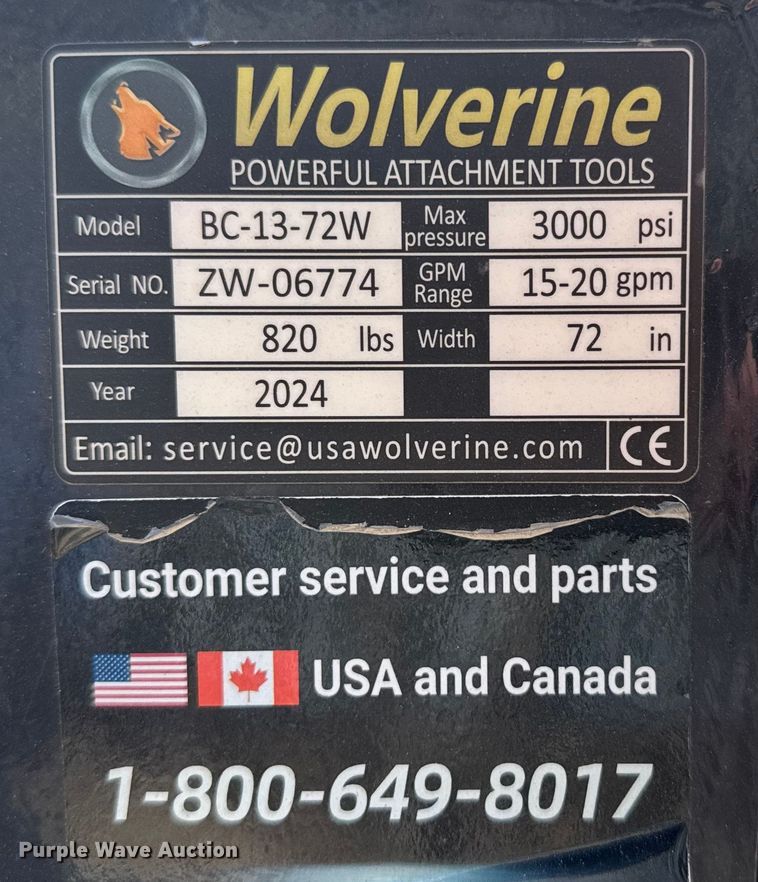 Wolverine
POWERFUL ATTACHMENT TOOLS
Model BC-13-72W Max pressure 3000 psi
Serial NO. ZW-06774 GPM Range 15-20 gpm
Weight 820 lbs Width 72 in
Year 2024
Email: service@usawolverine.com CE
Customer service and parts
USA and Canada
1-800-649-8017
Purple Wave Auction